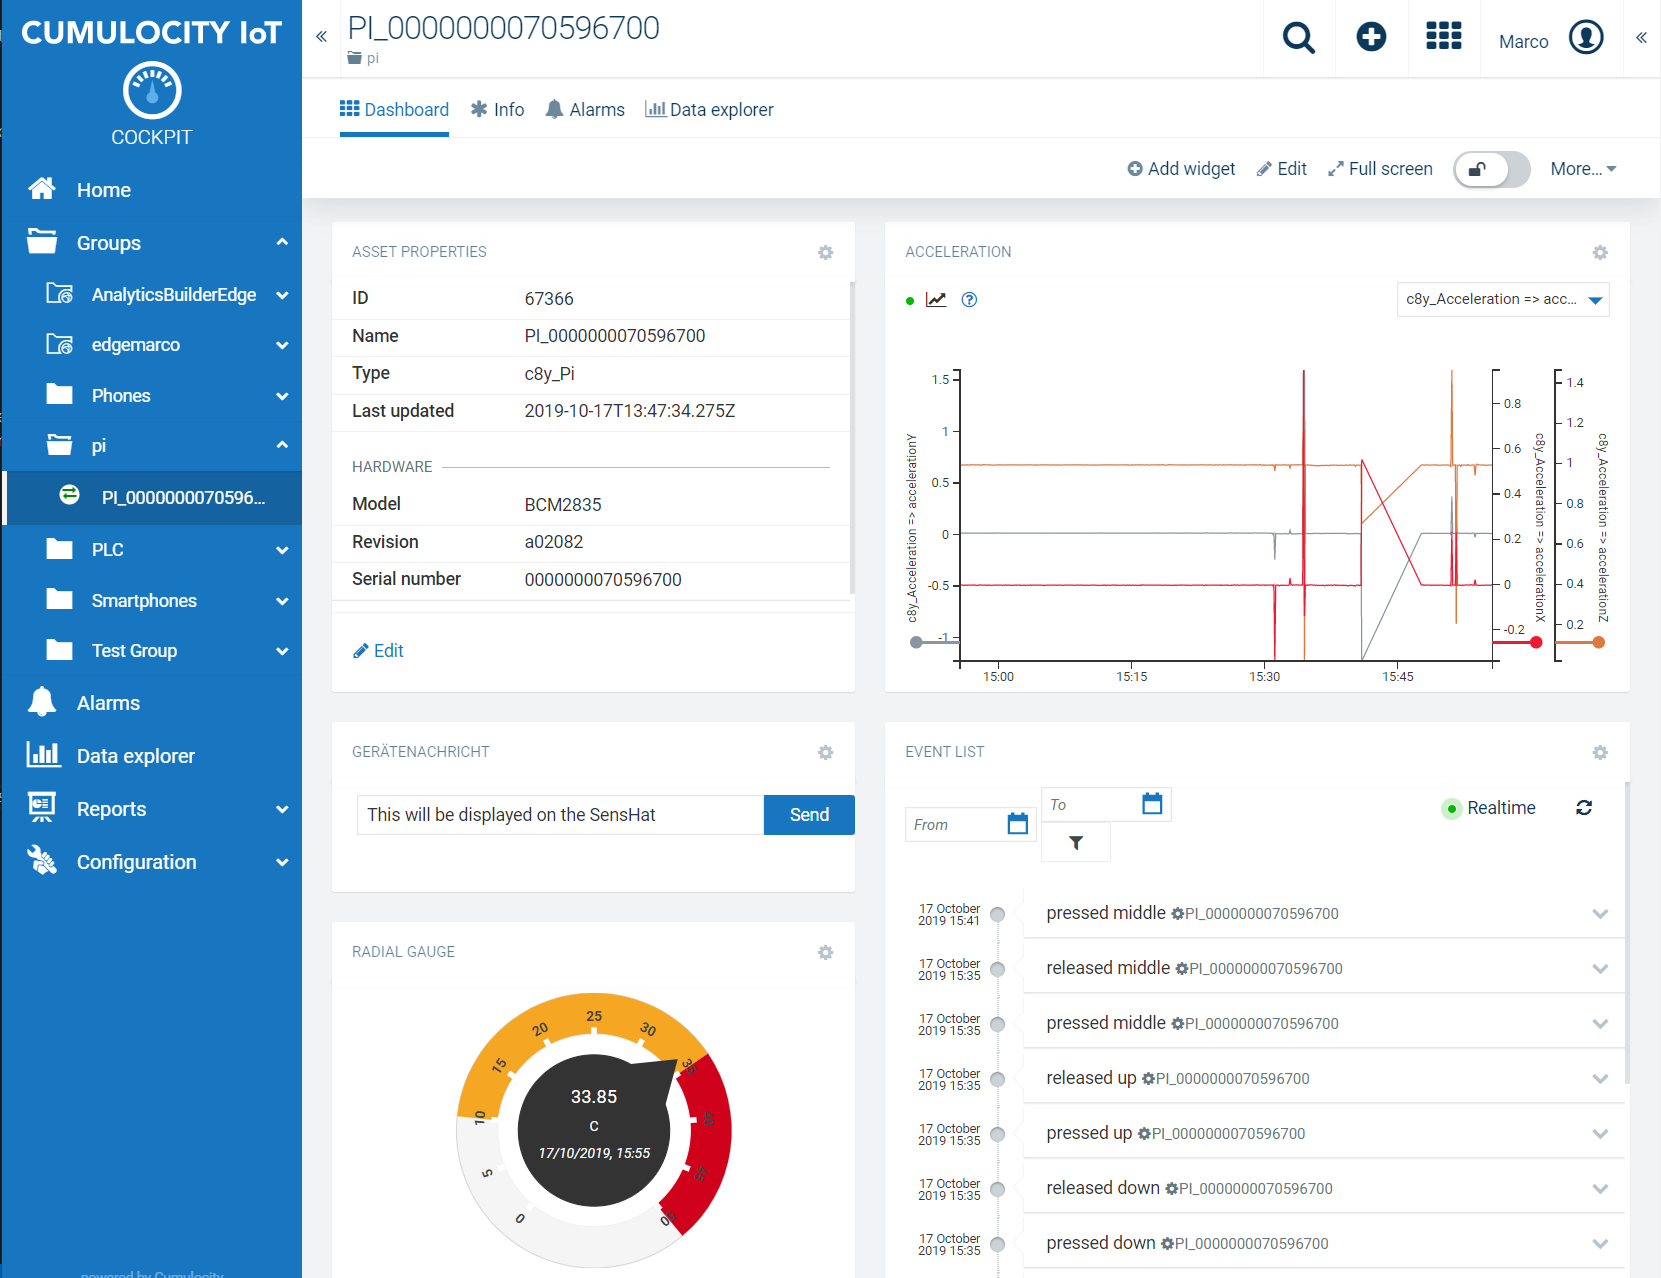 CUMULOCITY IoT
COCKPIT
Home
Groups
AnalyticsBuilderEdge
edgemarco
Phones
pi
PI_0000000070596...
PLC
Smartphones
Test Group
Alarms
Data explorer
Reports
Configuration
powered by Cumulocity
PI_0000000070596700
pi
Marco
Dashboard
Info
Alarms
Data explorer
Add widget
Edit
Full screen
More...
ASSET PROPERTIES
ID 67366
Name PI_0000000070596700
Type c8y_Pi
Last updated 2019-10-17T13:47:34.275Z
HARDWARE
Model BCM2835
Revision a02082
Serial number 0000000070596700
Edit
ACCELERATION
c8y_Acceleration => acc...
c8y_Acceleration => accelerationY
1.5
1
0.5
0
-0.5
-1
15:00
15:15
15:30
15:45
0.8
0.6
0.4
0.2
0
-0.2
c8y_Acceleration => accelerationX
1.4
1.2
1
0.8
0.6
0.4
0.2
c8y_Acceleration => accelerationZ
GERÄTENACHRICHT
This will be displayed on the SensHat
Send
RADIAL GAUGE
0
5
10
15
20
25
30
35
40
45
50
33.85
C
17/10/2019, 15:55
EVENT LIST
From
To
Realtime
17 October
2019 15:41
pressed middle PI_0000000070596700
17 October
2019 15:35
released middle PI_0000000070596700
17 October
2019 15:35
pressed middle PI_0000000070596700
17 October
2019 15:35
released up PI_0000000070596700
17 October
2019 15:35
pressed up PI_0000000070596700
17 October
2019 15:35
released down PI_0000000070596700
17 October
2019 15:35
pressed down PI_0000000070596700